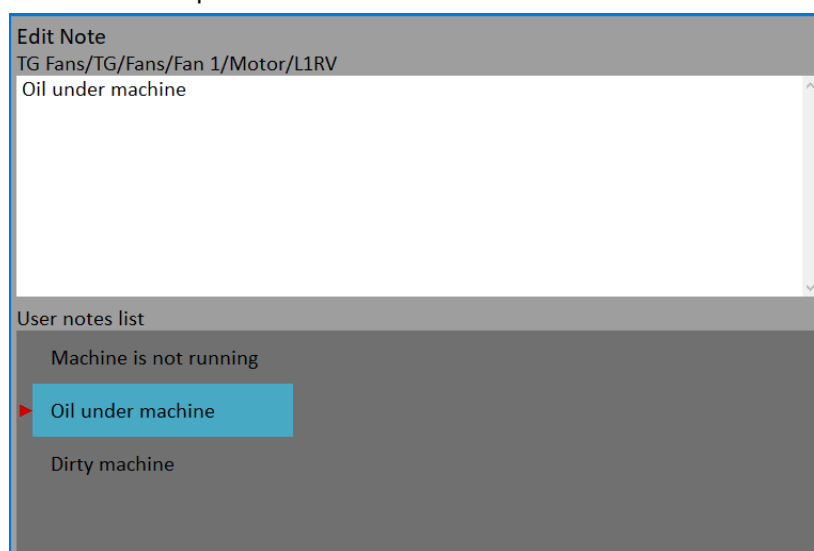 Edit Note
TG Fans/TG/Fans/Fan 1/Motor/L1RV
Oil under machine
User notes list
Machine is not running
Oil under machine
Dirty machine